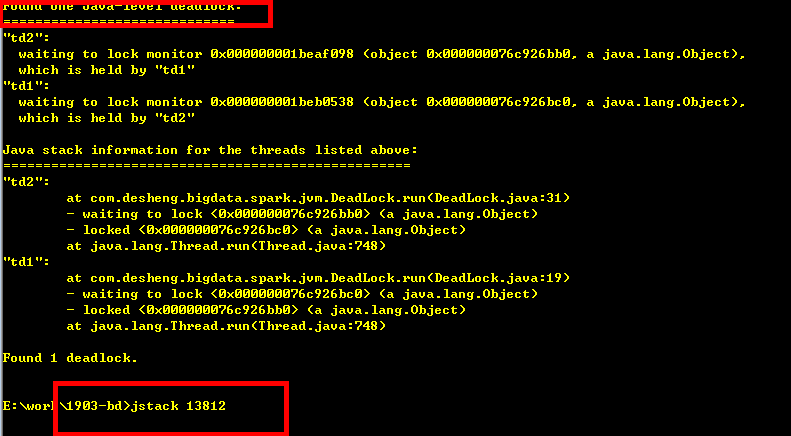 Found one Java-level deadlock:
=============================
"td2":
  waiting to lock monitor 0x000000001beaf098 (object 0x000000076c926bb0, a java.lang.Object),
  which is held by "td1"
"td1":
  waiting to lock monitor 0x000000001beb0538 (object 0x000000076c926bc0, a java.lang.Object),
  which is held by "td2"
Java stack information for the threads listed above:
===================================================
"td2":
        at com.desheng.bigdata.spark.jvm.DeadLock.run(DeadLock.java:31)
        - waiting to lock <0x000000076c926bb0> (a java.lang.Object)
        - locked <0x000000076c926bc0> (a java.lang.Object)
        at java.lang.Thread.run(Thread.java:748)
"td1":
        at com.desheng.bigdata.spark.jvm.DeadLock.run(DeadLock.java:19)
        - waiting to lock <0x000000076c926bc0> (a java.lang.Object)
        - locked <0x000000076c926bb0> (a java.lang.Object)
        at java.lang.Thread.run(Thread.java:748)
Found 1 deadlock.
E:\work\1903-bd>jstack 13812